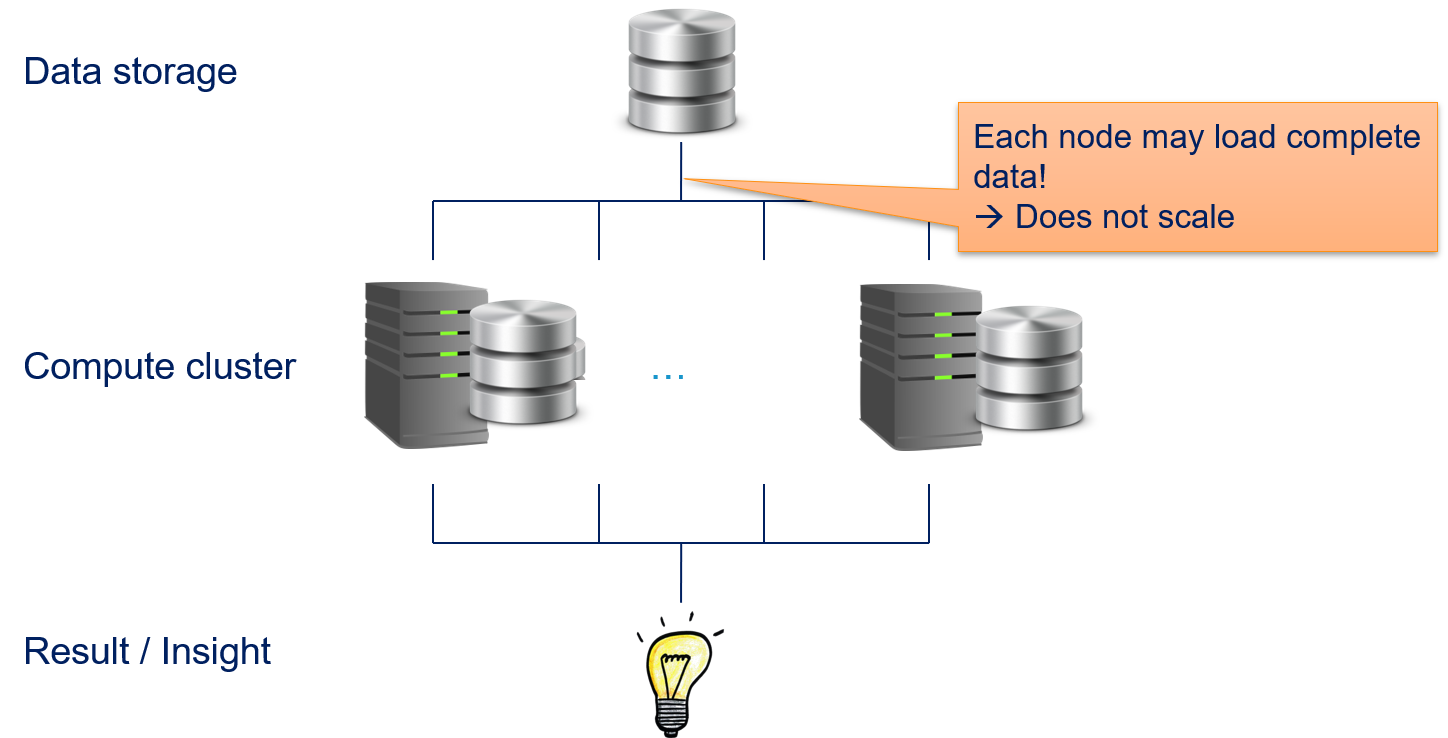 Data storage
Each node may load complete
data!
→ Does not scale
Compute cluster
...
Result / Insight